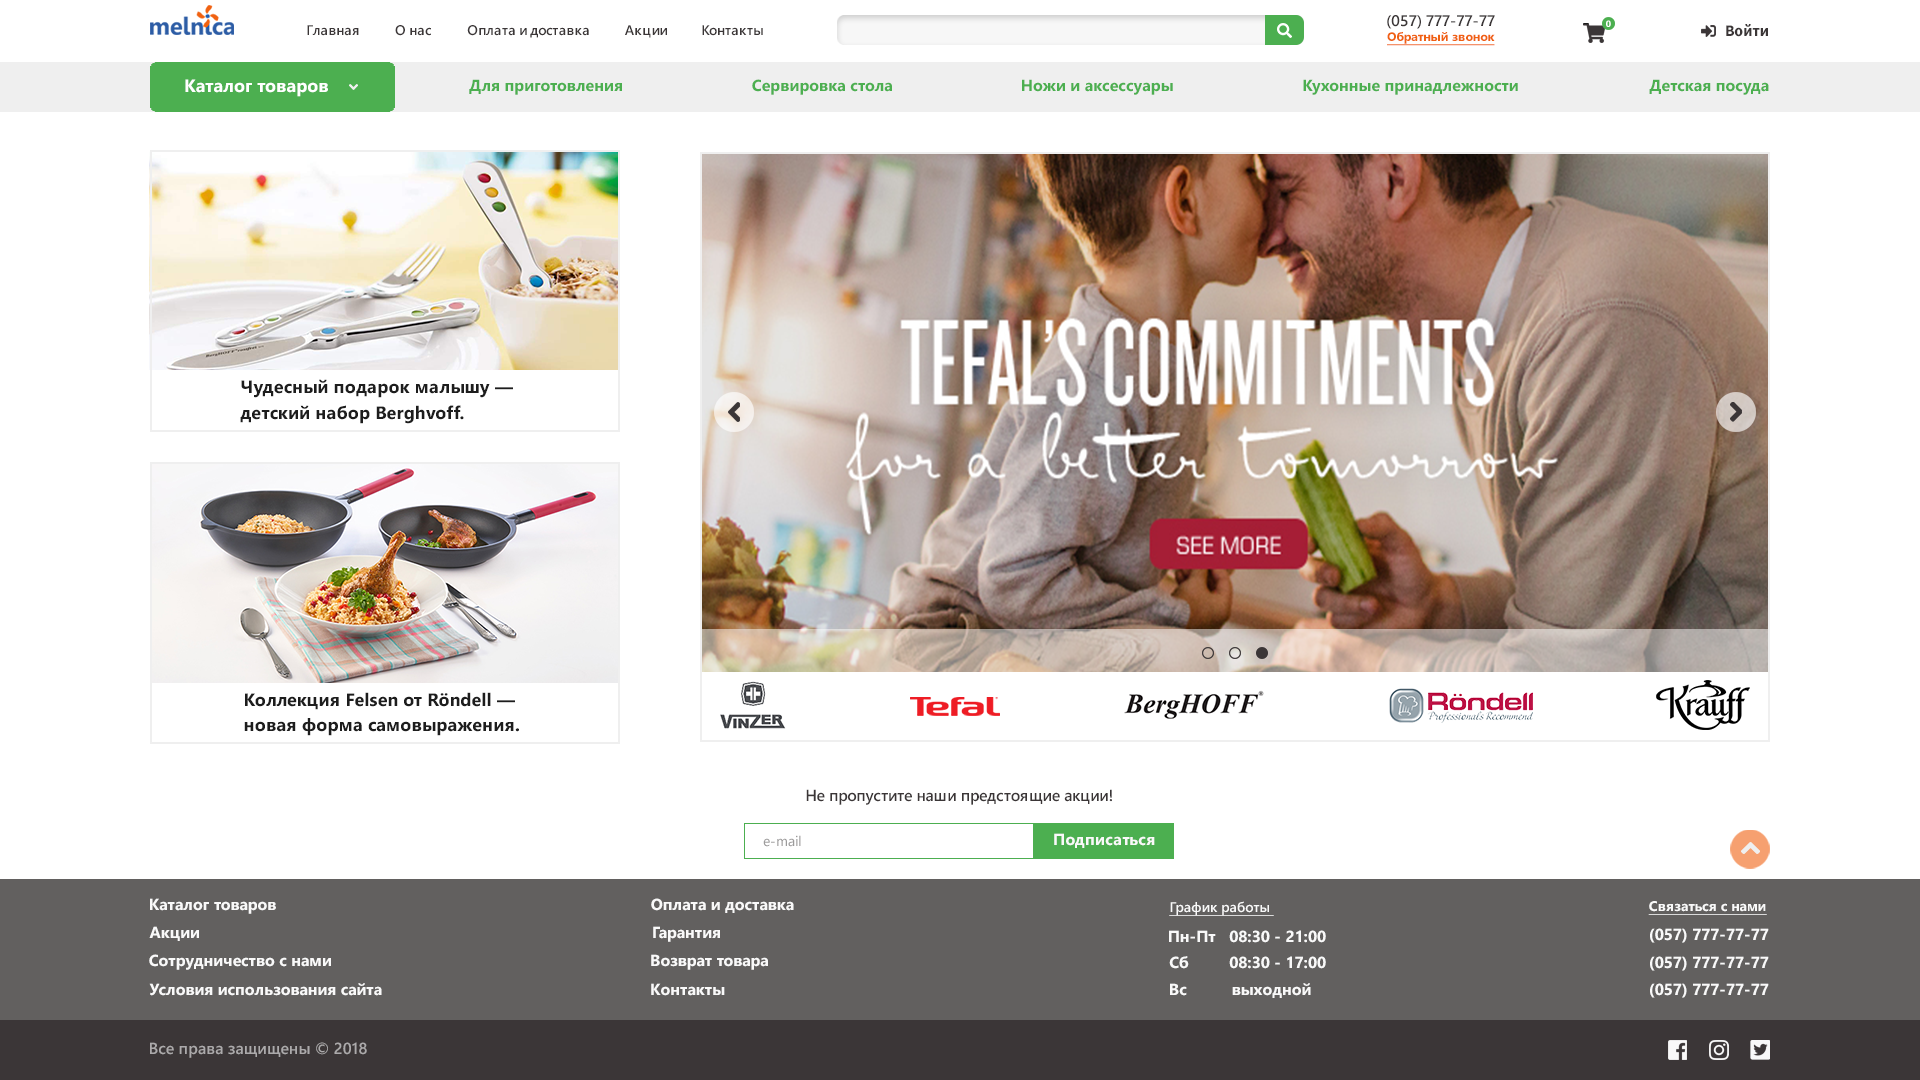 melnica
Главная
О нас
Оплата и доставка
Акции
Контакты
(057) 777-77-77
Обратный звонок
0
Войти
Каталог товаров
Для приготовления
Сервировка стола
Ножи и аксессуары
Кухонные принадлежности
Детская посуда
BergHOFF
Чудесный подарок малышу —
детский набор Berghvoff.
Коллекция Felsen от Röndell —
новая форма самовыражения.
TEFAL'S COMMITMENTS
for a better tomorrow
SEE MORE
VINZER
Tefal
BergHOFF®
Röndell
Professionals Recommend
Krauff
Не пропустите наши предстоящие акции!
e-mail
Подписаться
Каталог товаров
Акции
Сотрудничество с нами
Условия использования сайта
Оплата и доставка
Гарантия
Возврат товара
Контакты
График работы
Пн-Пт 08:30 - 21:00
Сб 08:30 - 17:00
Вс выходной
Связаться с нами
(057) 777-77-77
(057) 777-77-77
(057) 777-77-77
Все права защищены © 2018